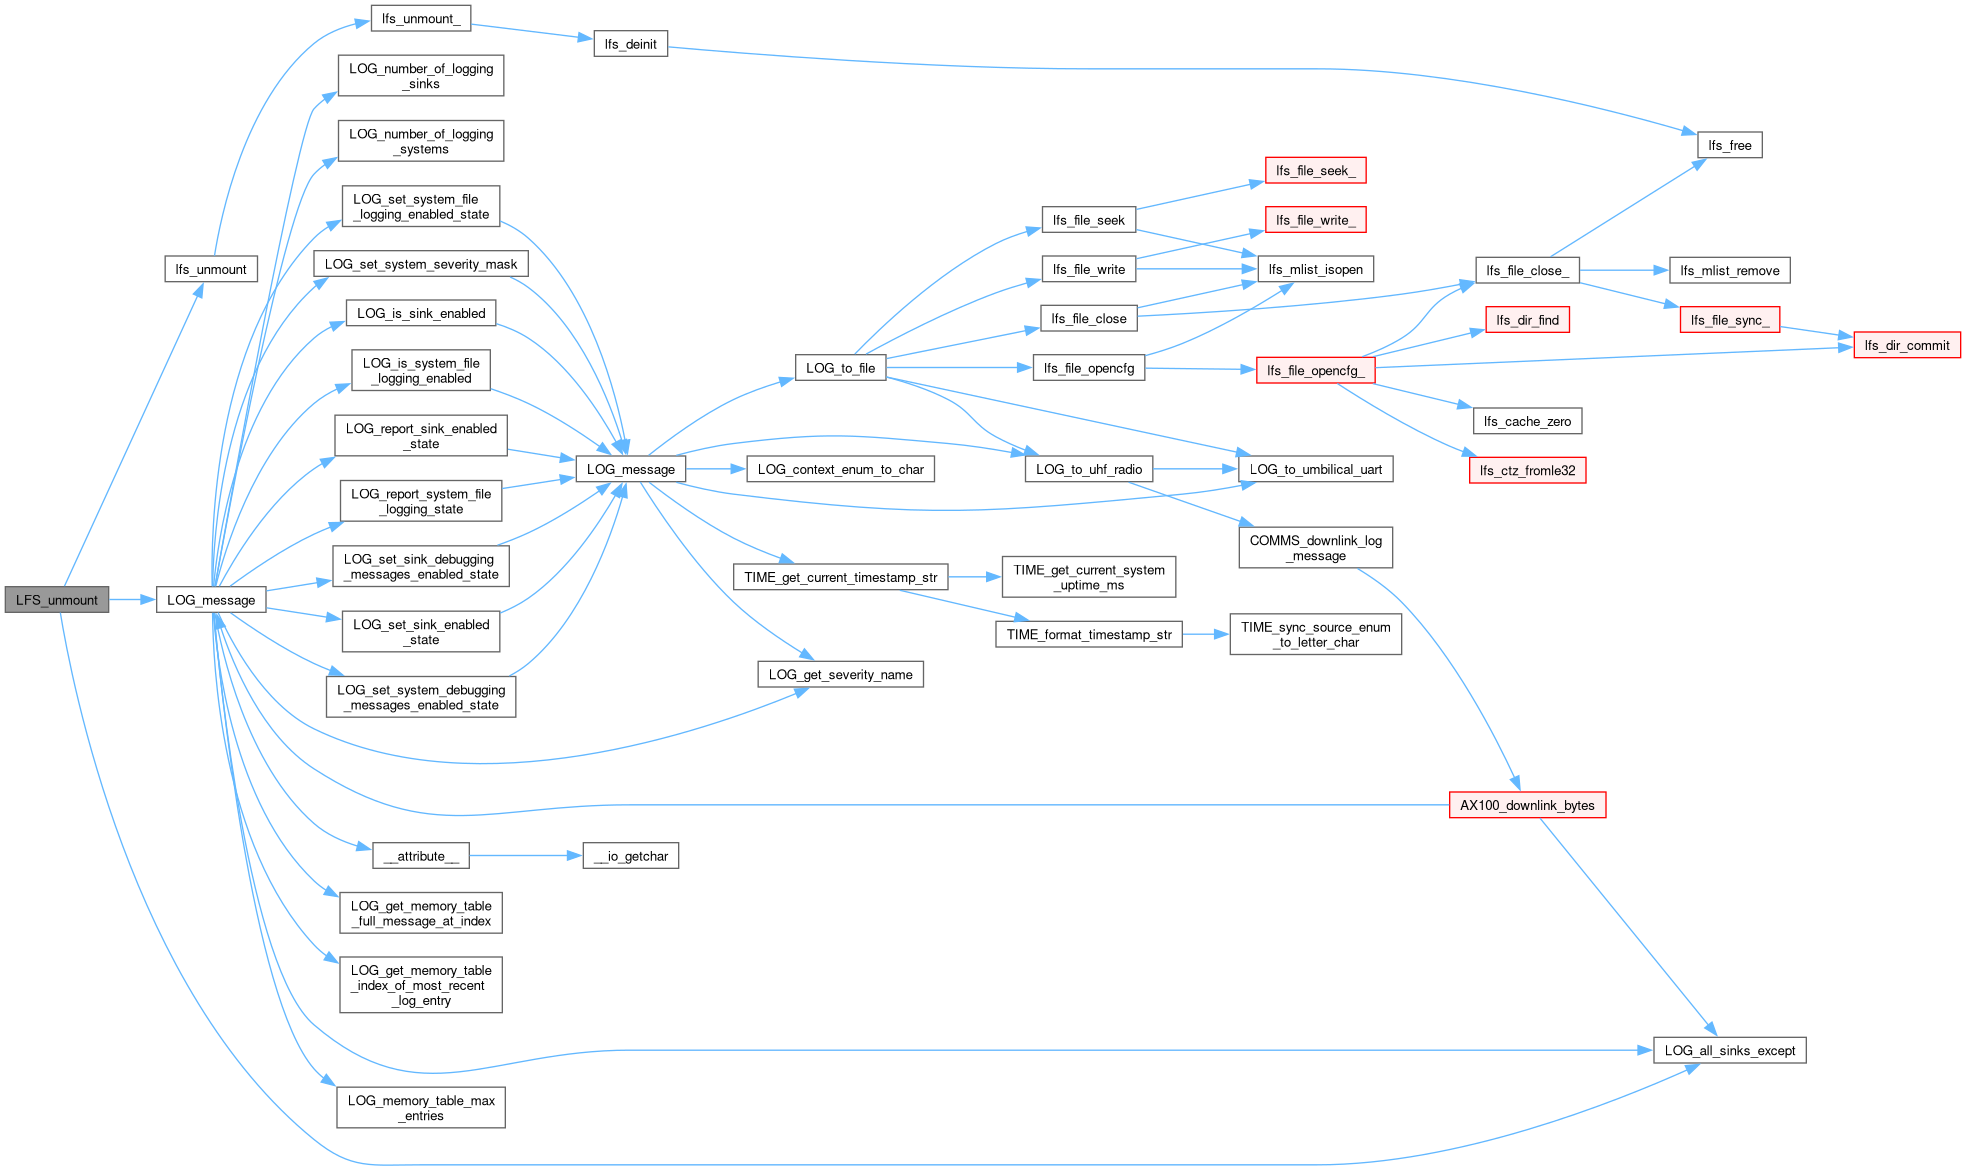 LFS_unmount
lfs_unmount
LOG_message
lfs_unmount_
LOG_number_of_logging
_sinks
LOG_number_of_logging
_systems
LOG_set_system_file
_logging_enabled_state
LOG_set_system_severity_mask
LOG_is_sink_enabled
LOG_is_system_file
_logging_enabled
LOG_report_sink_enabled
_state
LOG_report_system_file
_logging_state
LOG_set_sink_debugging
_messages_enabled_state
LOG_set_sink_enabled
_state
LOG_set_system_debugging
_messages_enabled_state
__attribute__
LOG_get_memory_table
_full_message_at_index
LOG_get_memory_table
_index_of_most_recent
_log_entry
LOG_memory_table_max
_entries
lfs_deinit
LOG_message
__io_getchar
LOG_to_file
LOG_context_enum_to_char
TIME_get_current_timestamp_str
LOG_get_severity_name
lfs_file_seek
lfs_file_write
lfs_file_close
lfs_file_opencfg
LOG_to_uhf_radio
TIME_get_current_system
_uptime_ms
TIME_format_timestamp_str
lfs_file_seek_
lfs_file_write_
lfs_mlist_isopen
lfs_file_opencfg_
LOG_to_umbilical_uart
COMMS_downlink_log
_message
TIME_sync_source_enum
_to_letter_char
lfs_file_close_
lfs_dir_find
lfs_cache_zero
lfs_ctz_fromle32
AX100_downlink_bytes
lfs_free
lfs_mlist_remove
lfs_file_sync_
LOG_all_sinks_except
lfs_dir_commit